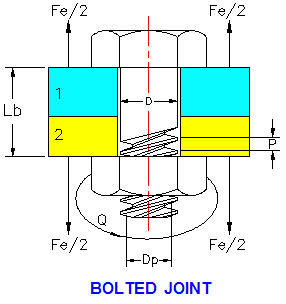 Fe/2 Fe/2
1
D
Lb
2
P
Q
Fe/2 Fe/2
Dp
BOLTED JOINT